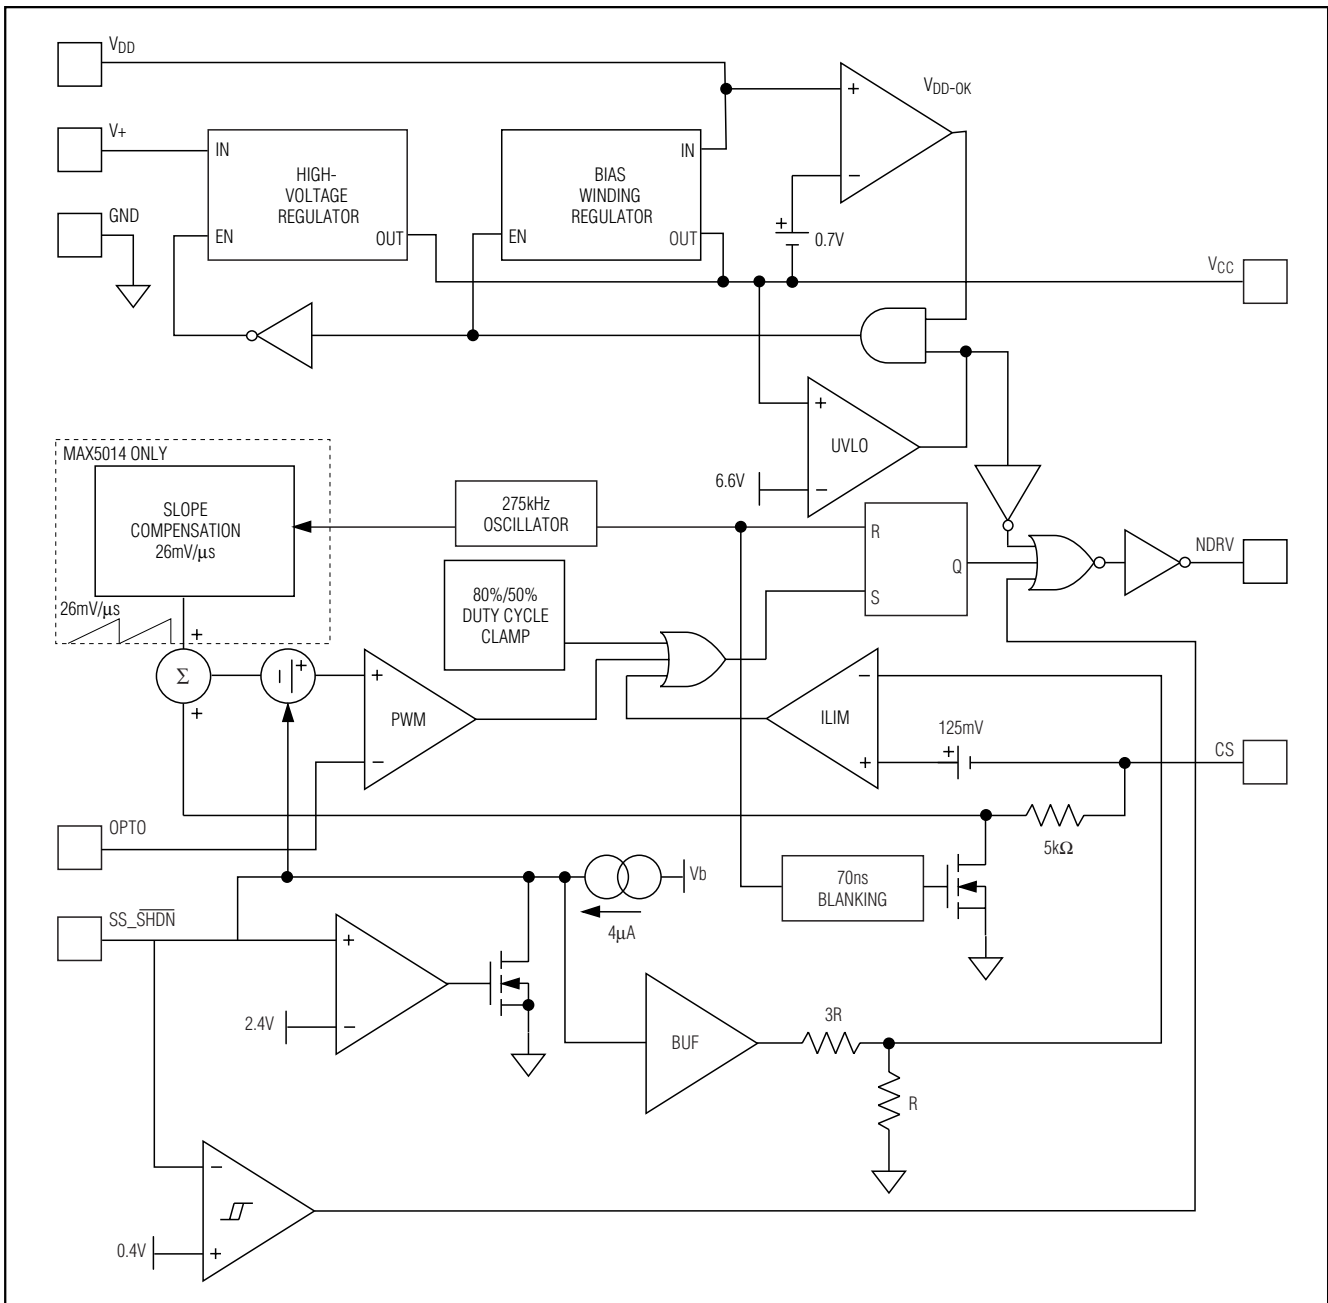 VDD
VDD-OK
+
V+
IN
HIGH-
VOLTAGE
REGULATOR
EN
OUT
BIAS
WINDING
REGULATOR
IN
EN
OUT
−
+
0.7V
GND
VCC
MAX5014 ONLY
SLOPE
COMPENSATION
26mV/μs
26mV/μs
275kHz
OSCILLATOR
+
UVLO
−
6.6V
R
Q
S
NDRV
80%/50%
DUTY CYCLE
CLAMP
+
Σ
+
+
+
PWM
−
−
ILIM
+
125mV
+
CS
OPTO
5kΩ
70ns
BLANKING
Vb
4μA
SS_SHDN
+
2.4V
−
BUF
3R
R
−
0.4V
+